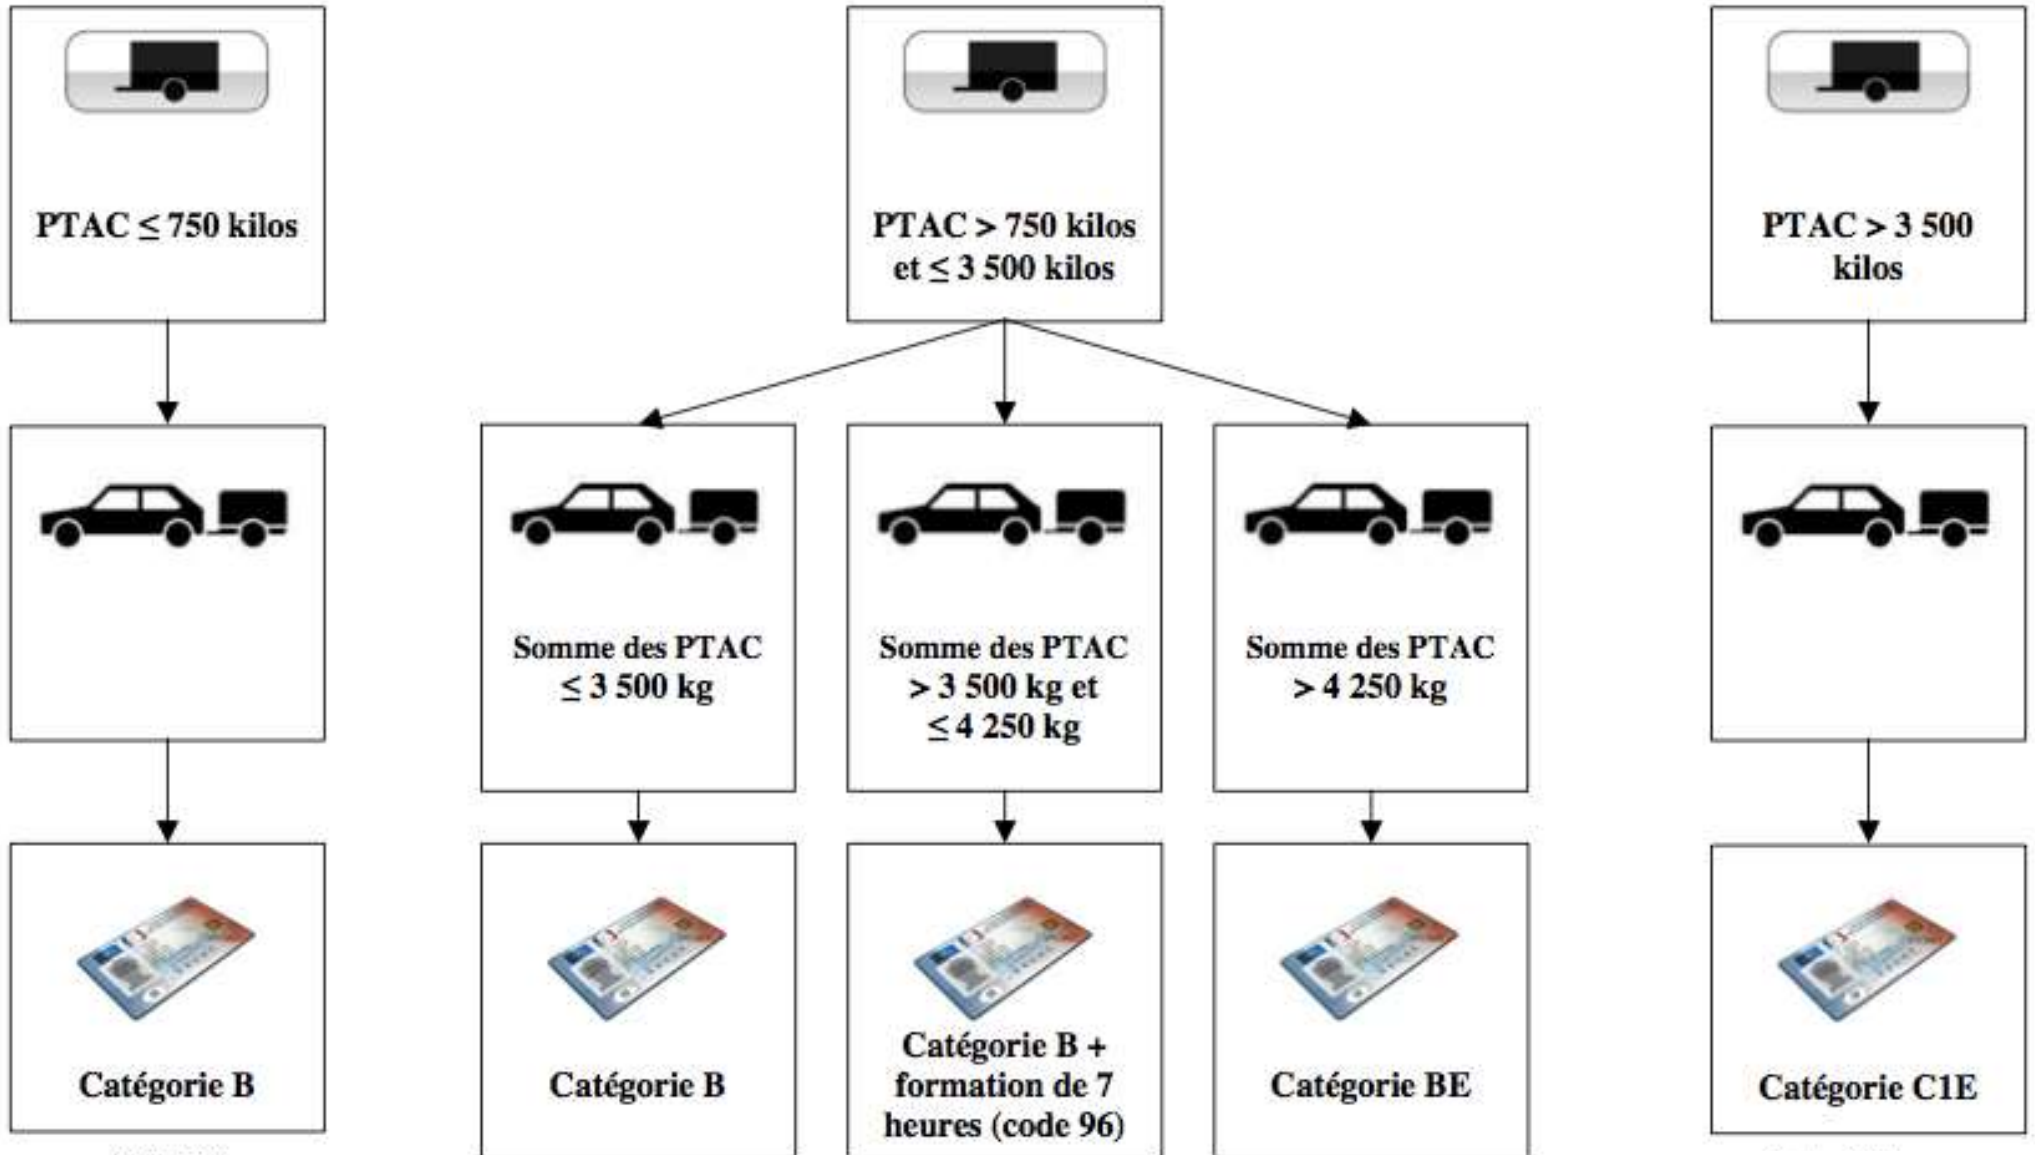 PTAC ≤ 750 kilos
PTAC > 750 kilos
et ≤ 3 500 kilos
PTAC > 3 500
kilos
Somme des PTAC
≤ 3 500 kg
Somme des PTAC
> 3 500 kg et
≤ 4 250 kg
Somme des PTAC
> 4 250 kg
Catégorie B
Catégorie B
Catégorie B +
formation de 7
heures (code 96)
Catégorie BE
Catégorie C1E